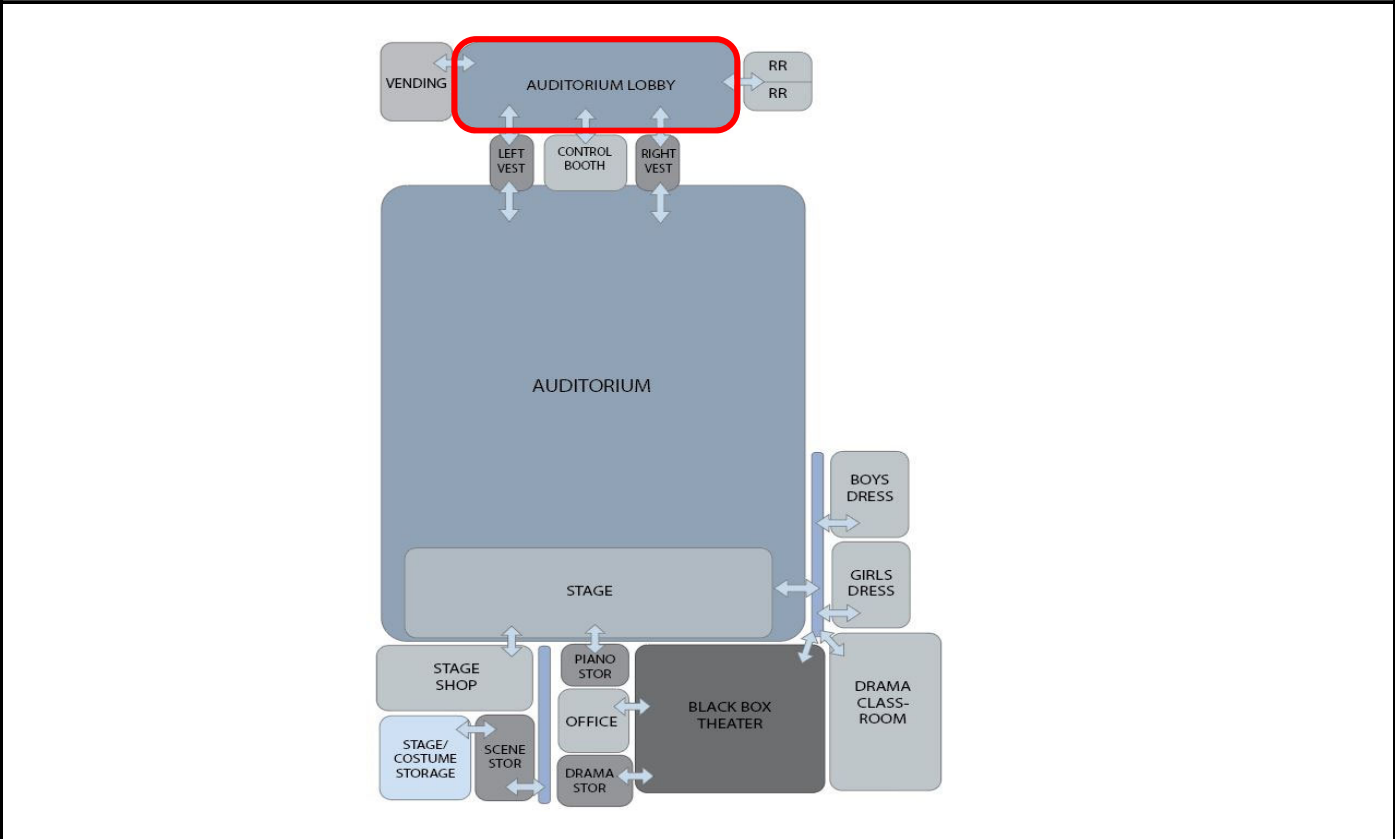 VENDING
AUDITORIUM LOBBY
RR
RR
LEFT
VEST
CONTROL
BOOTH
RIGHT
VEST
AUDITORIUM
BOYS
DRESS
GIRLS
DRESS
STAGE
STAGE
SHOP
PIANO
STOR
OFFICE
BLACK BOX
THEATER
DRAMA
CLASS-
ROOM
STAGE/
COSTUME
STORAGE
SCENE
STOR
DRAMA
STOR